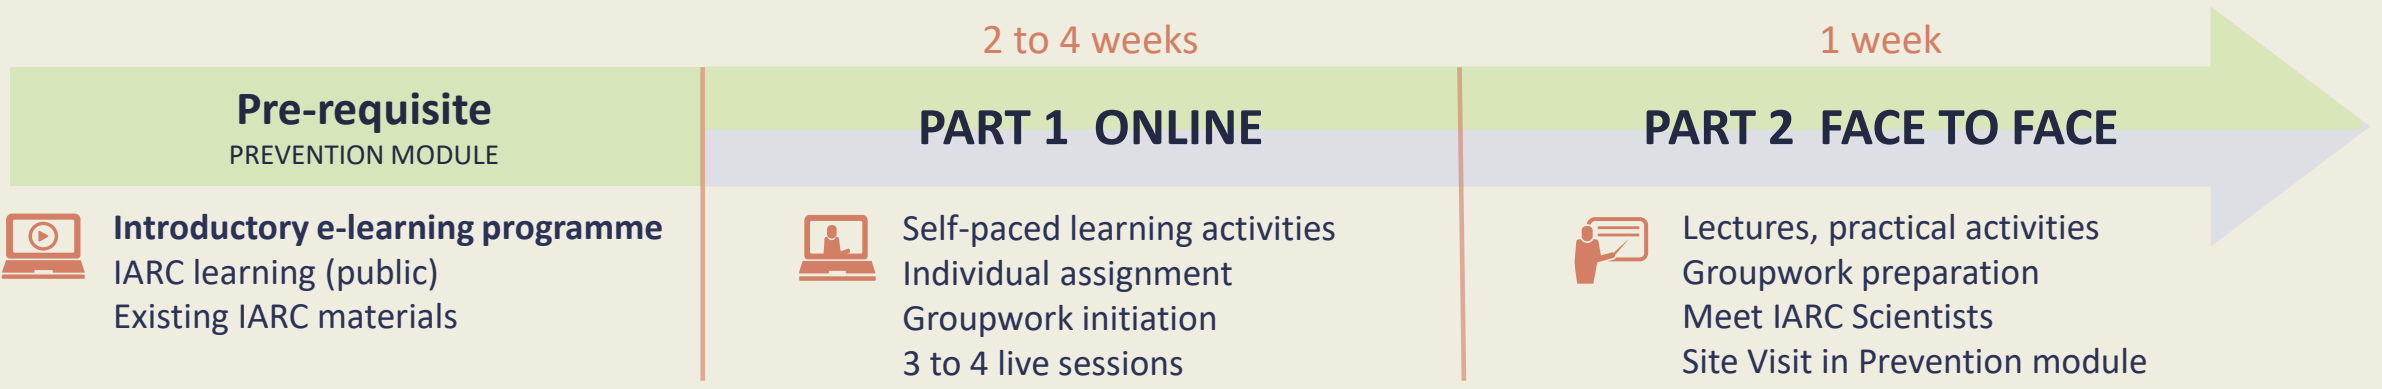 Pre-requisite
PREVENTION MODULE
Introductory e-learning programme
IARC learning (public)
Existing IARC materials
2 to 4 weeks
PART 1 ONLINE
Self-paced learning activities
Individual assignment
Groupwork initiation
3 to 4 live sessions
1 week
PART 2 FACE TO FACE
Lectures, practical activities
Groupwork preparation
Meet IARC Scientists
Site Visit in Prevention module